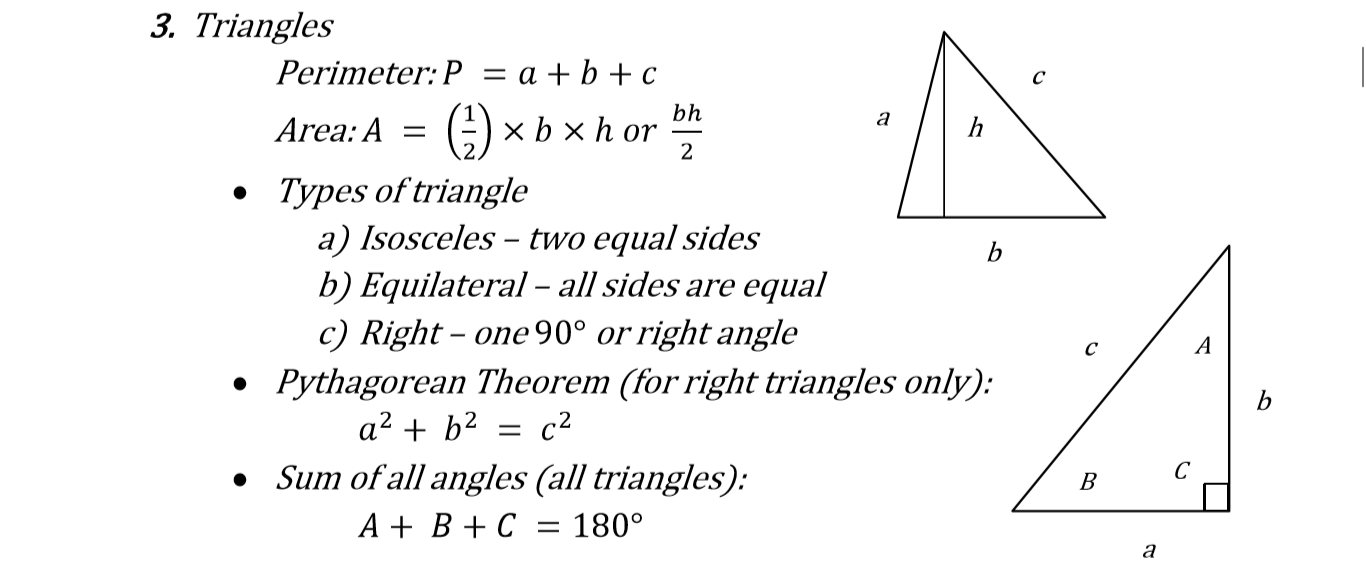 3. Triangles
Perimeter: P = a + b + c
Area: A = (1/2) × b × h or bh/2
• Types of triangle
a) Isosceles – two equal sides
b) Equilateral – all sides are equal
c) Right – one 90° or right angle
• Pythagorean Theorem (for right triangles only):
a² + b² = c²
• Sum of all angles (all triangles):
A + B + C = 180°
c
a
h
b
c
A
b
B
C
a